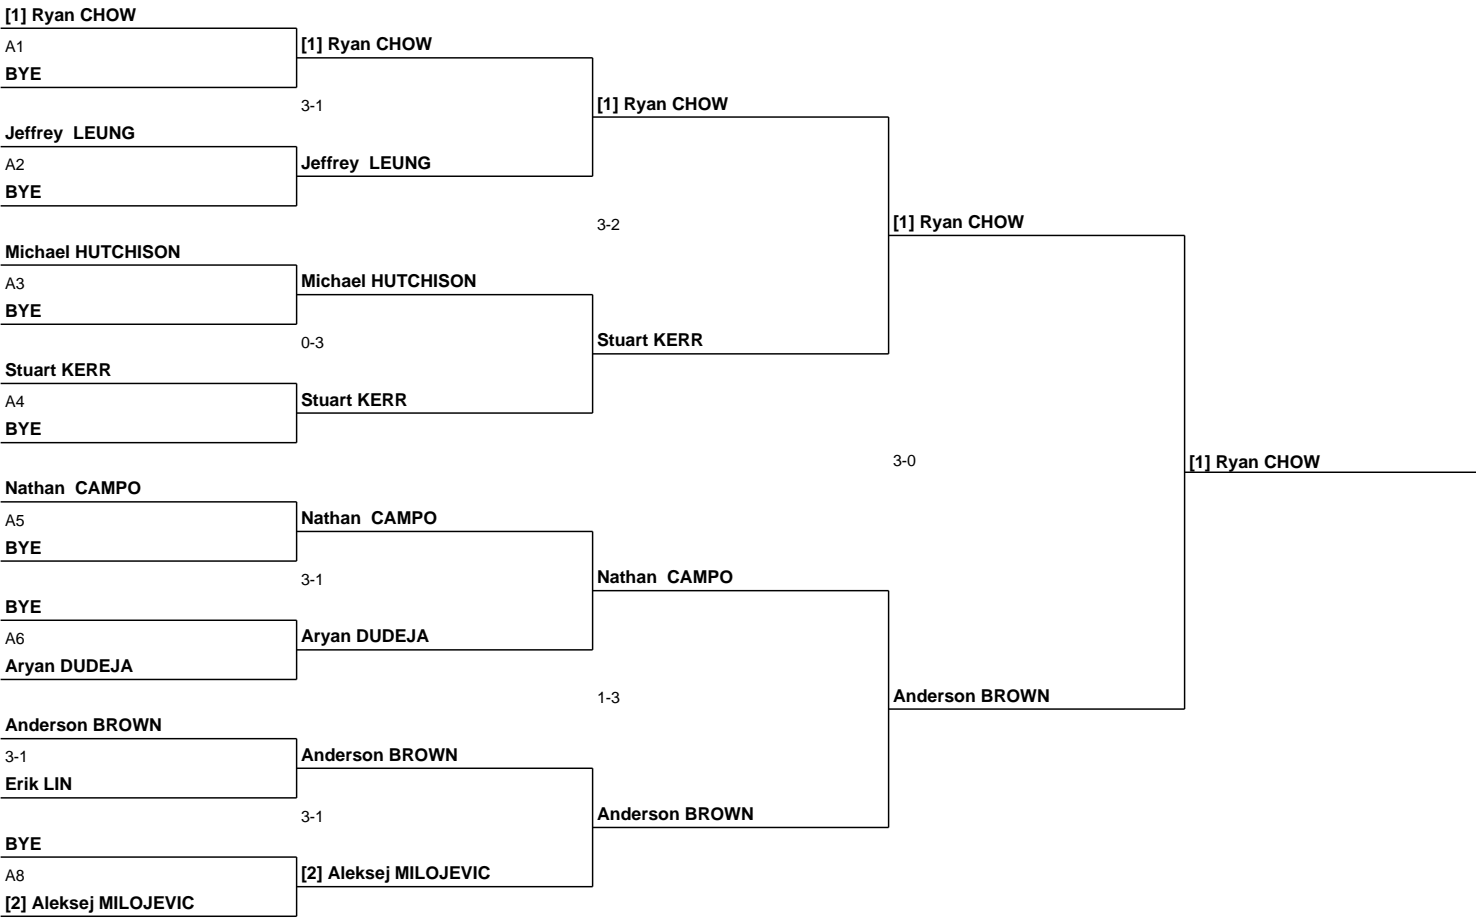 [1] Ryan CHOW
A1
BYE
Jeffrey  LEUNG
A2
BYE
Michael HUTCHISON
A3
BYE
Stuart KERR
A4
BYE
Nathan  CAMPO
A5
BYE
BYE
A6
Aryan DUDEJA
Anderson BROWN
3-1
Erik LIN
BYE
A8
[2] Aleksej MILOJEVIC
[1] Ryan CHOW
3-1
Jeffrey  LEUNG
Michael HUTCHISON
0-3
Stuart KERR
Nathan  CAMPO
3-1
Aryan DUDEJA
Anderson BROWN
3-1
[2] Aleksej MILOJEVIC
[1] Ryan CHOW
3-2
Stuart KERR
Nathan  CAMPO
1-3
Anderson BROWN
[1] Ryan CHOW
3-0
Anderson BROWN
[1] Ryan CHOW